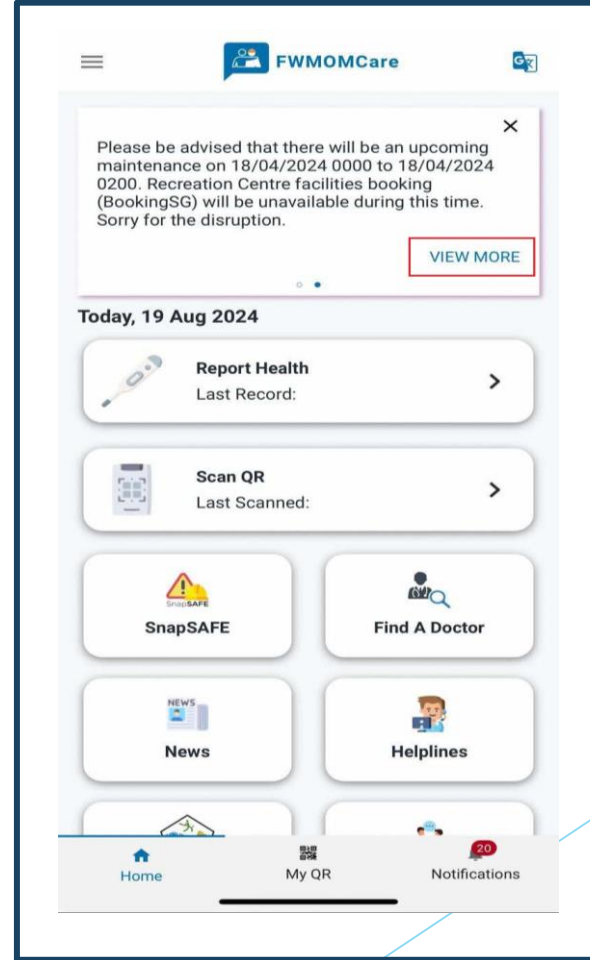 FWMOMCare
Please be advised that there will be an upcoming
maintenance on 18/04/2024 0000 to 18/04/2024
0200. Recreation Centre facilities booking
(BookingSG) will be unavailable during this time.
Sorry for the disruption.
VIEW MORE
Today, 19 Aug 2024
Report Health
Last Record:
Scan QR
Last Scanned:
SnapSAFE
SnapSAFE
Find A Doctor
NEWS
News
Helplines
Home
My QR
20
Notifications